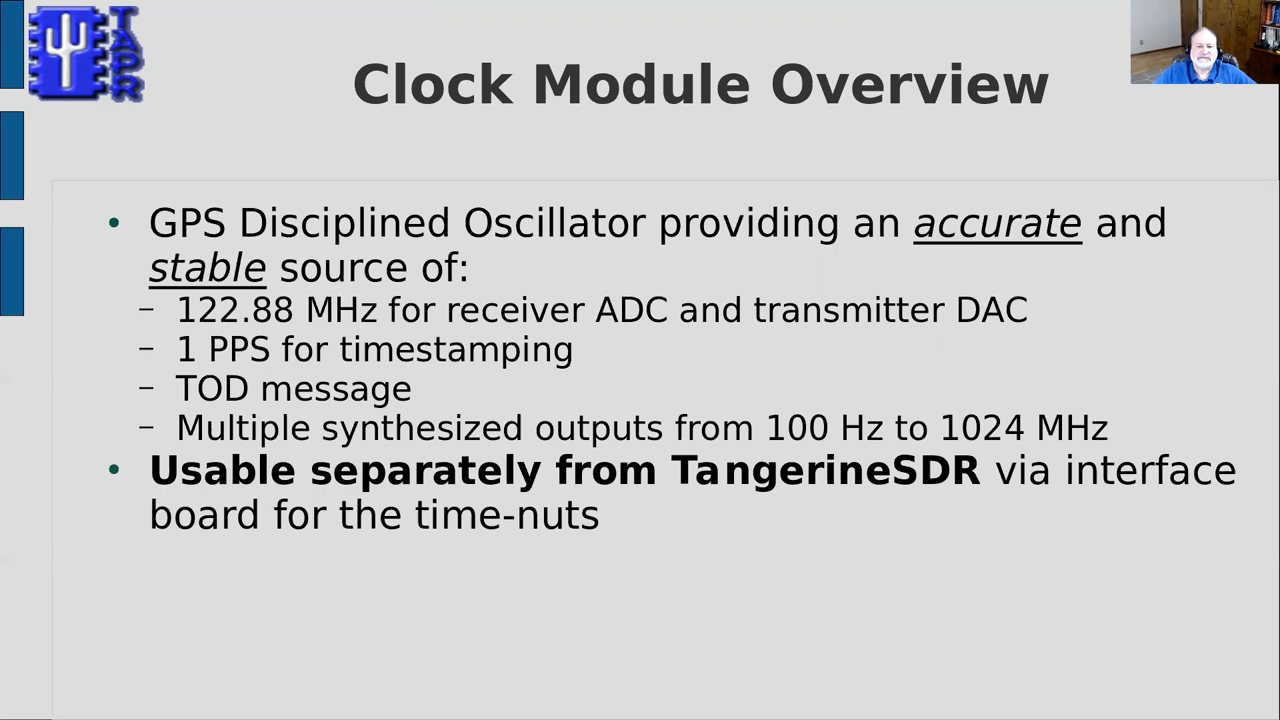 TAPR
Clock Module Overview
• GPS Disciplined Oscillator providing an accurate and
stable source of:
– 122.88 MHz for receiver ADC and transmitter DAC
– 1 PPS for timestamping
– TOD message
– Multiple synthesized outputs from 100 Hz to 1024 MHz
• Usable separately from TangerineSDR via interface
board for the time-nuts